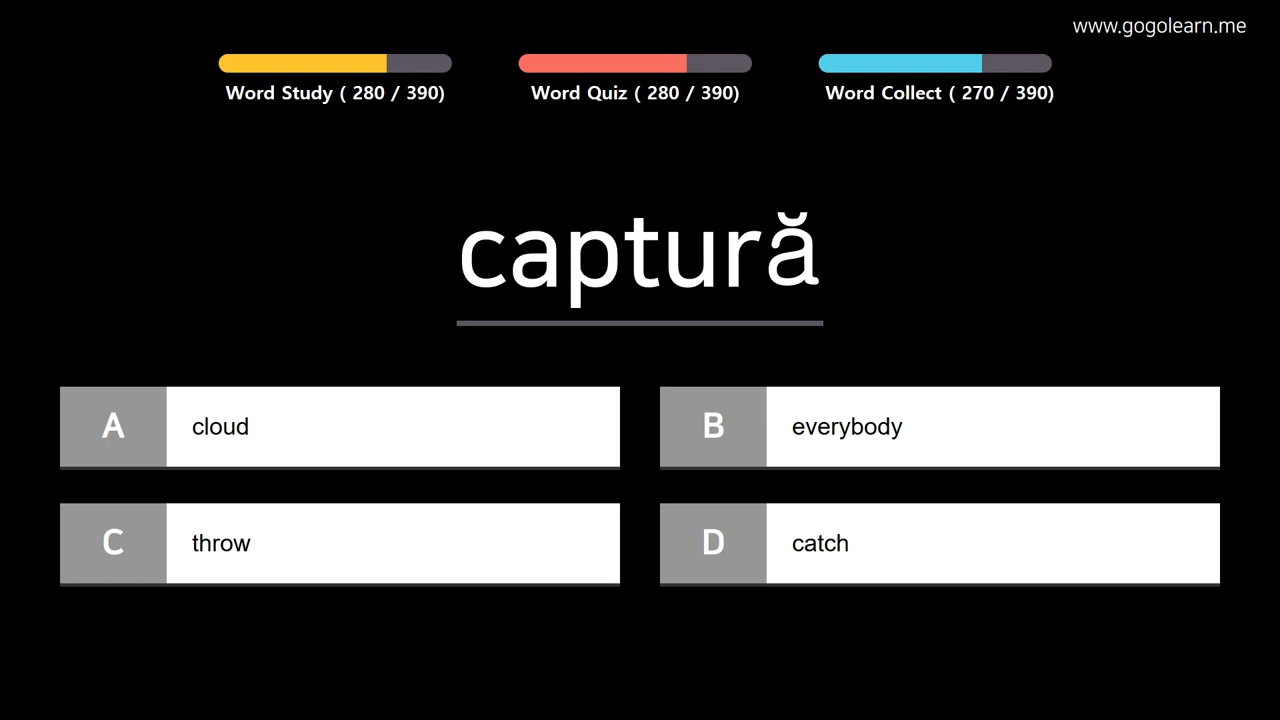 www.gogolearn.me
Word Study ( 280 / 390)
Word Quiz ( 280 / 390)
Word Collect ( 270 / 390)
captură
A cloud
B everybody
C throw
D catch